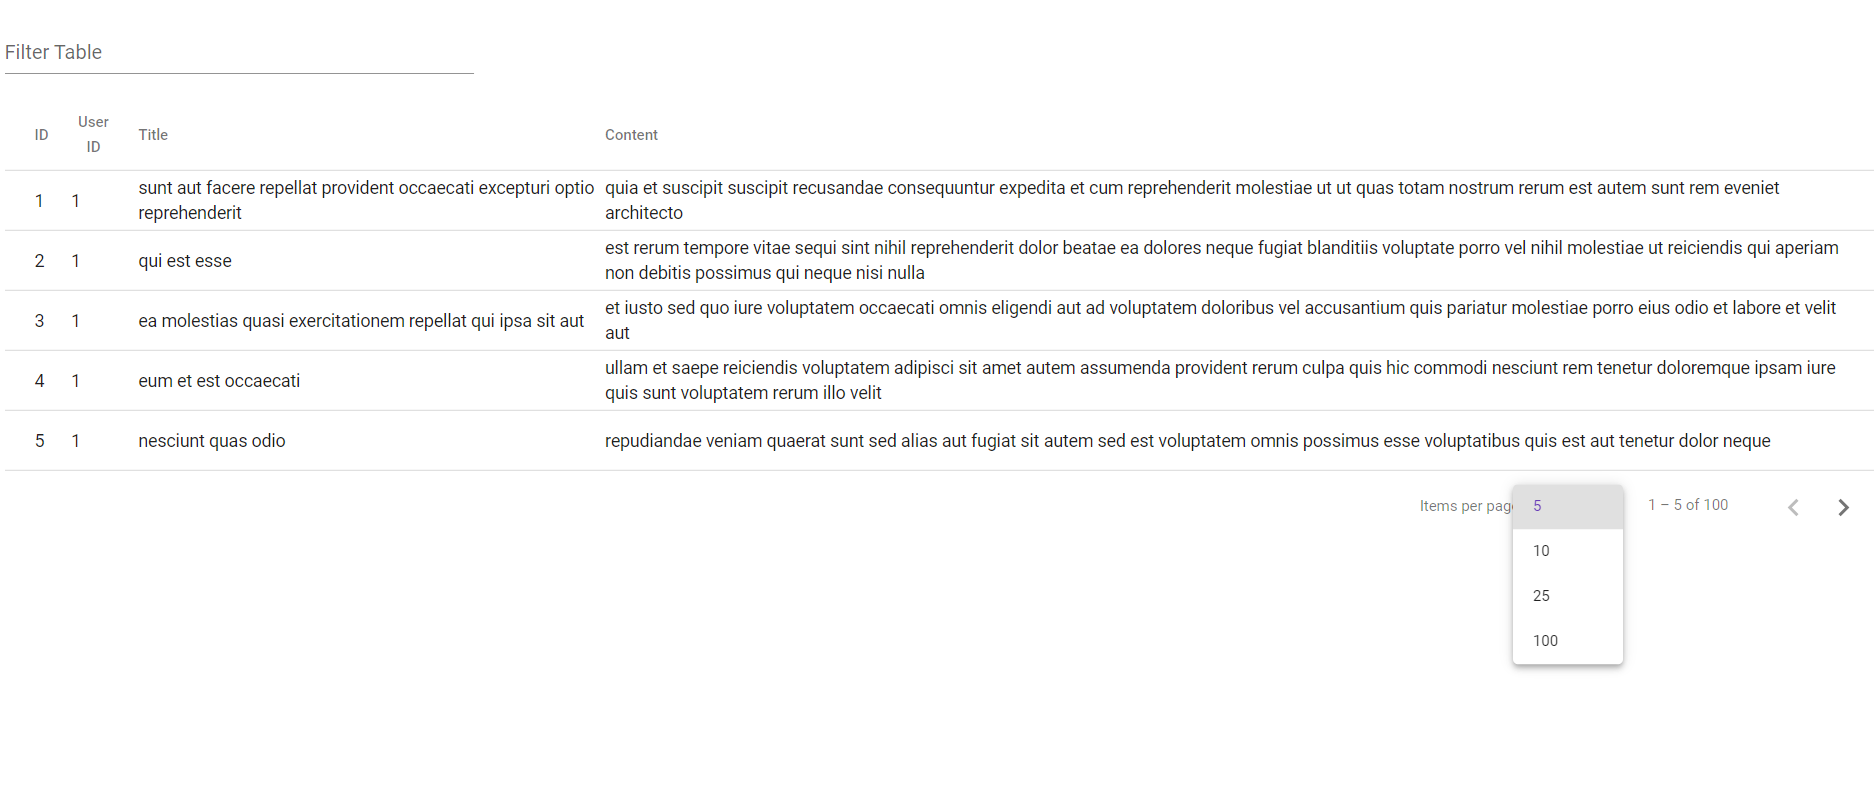 Filter Table
ID
User
ID
Title
Content
1
1
sunt aut facere repellat provident occaecati excepturi optio
reprehenderit
quia et suscipit suscipit recusandae consequuntur expedita et cum reprehenderit molestiae ut ut quas totam nostrum rerum est autem sunt rem eveniet
architecto
2
1
qui est esse
est rerum tempore vitae sequi sint nihil reprehenderit dolor beatae ea dolores neque fugiat blanditiis voluptate porro vel nihil molestiae ut reiciendis qui aperiam
non debitis possimus qui neque nisi nulla
3
1
ea molestias quasi exercitationem repellat qui ipsa sit aut
et iusto sed quo iure voluptatem occaecati omnis eligendi aut ad voluptatem doloribus vel accusantium quis pariatur molestiae porro eius odio et labore et velit
aut
4
1
eum et est occaecati
ullam et saepe reiciendis voluptatem adipisci sit amet autem assumenda provident rerum culpa quis hic commodi nesciunt rem tenetur doloremque ipsam iure
quis sunt voluptatem rerum illo velit
5
1
nesciunt quas odio
repudiandae veniam quaerat sunt sed alias aut fugiat sit autem sed est voluptatem omnis possimus esse voluptatibus quis est aut tenetur dolor neque
Items per pag
5
1 – 5 of 100
10
25
100